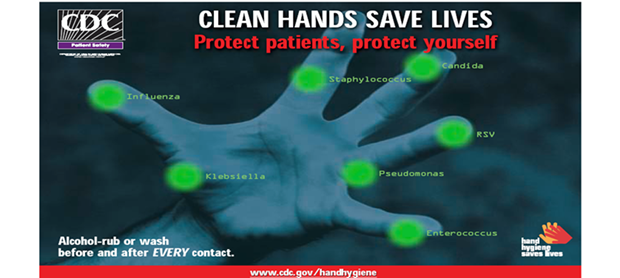 CDC
Patient Safety
CLEAN HANDS SAVE LIVES
Protect patients, protect yourself
Candida
Staphylococcus
Influenza
RSV
Klebsiella
Pseudomonas
Enterococcus
Alcohol-rub or wash
before and after EVERY contact.
hand
hygiene
saves lives
www.cdc.gov/handhygiene